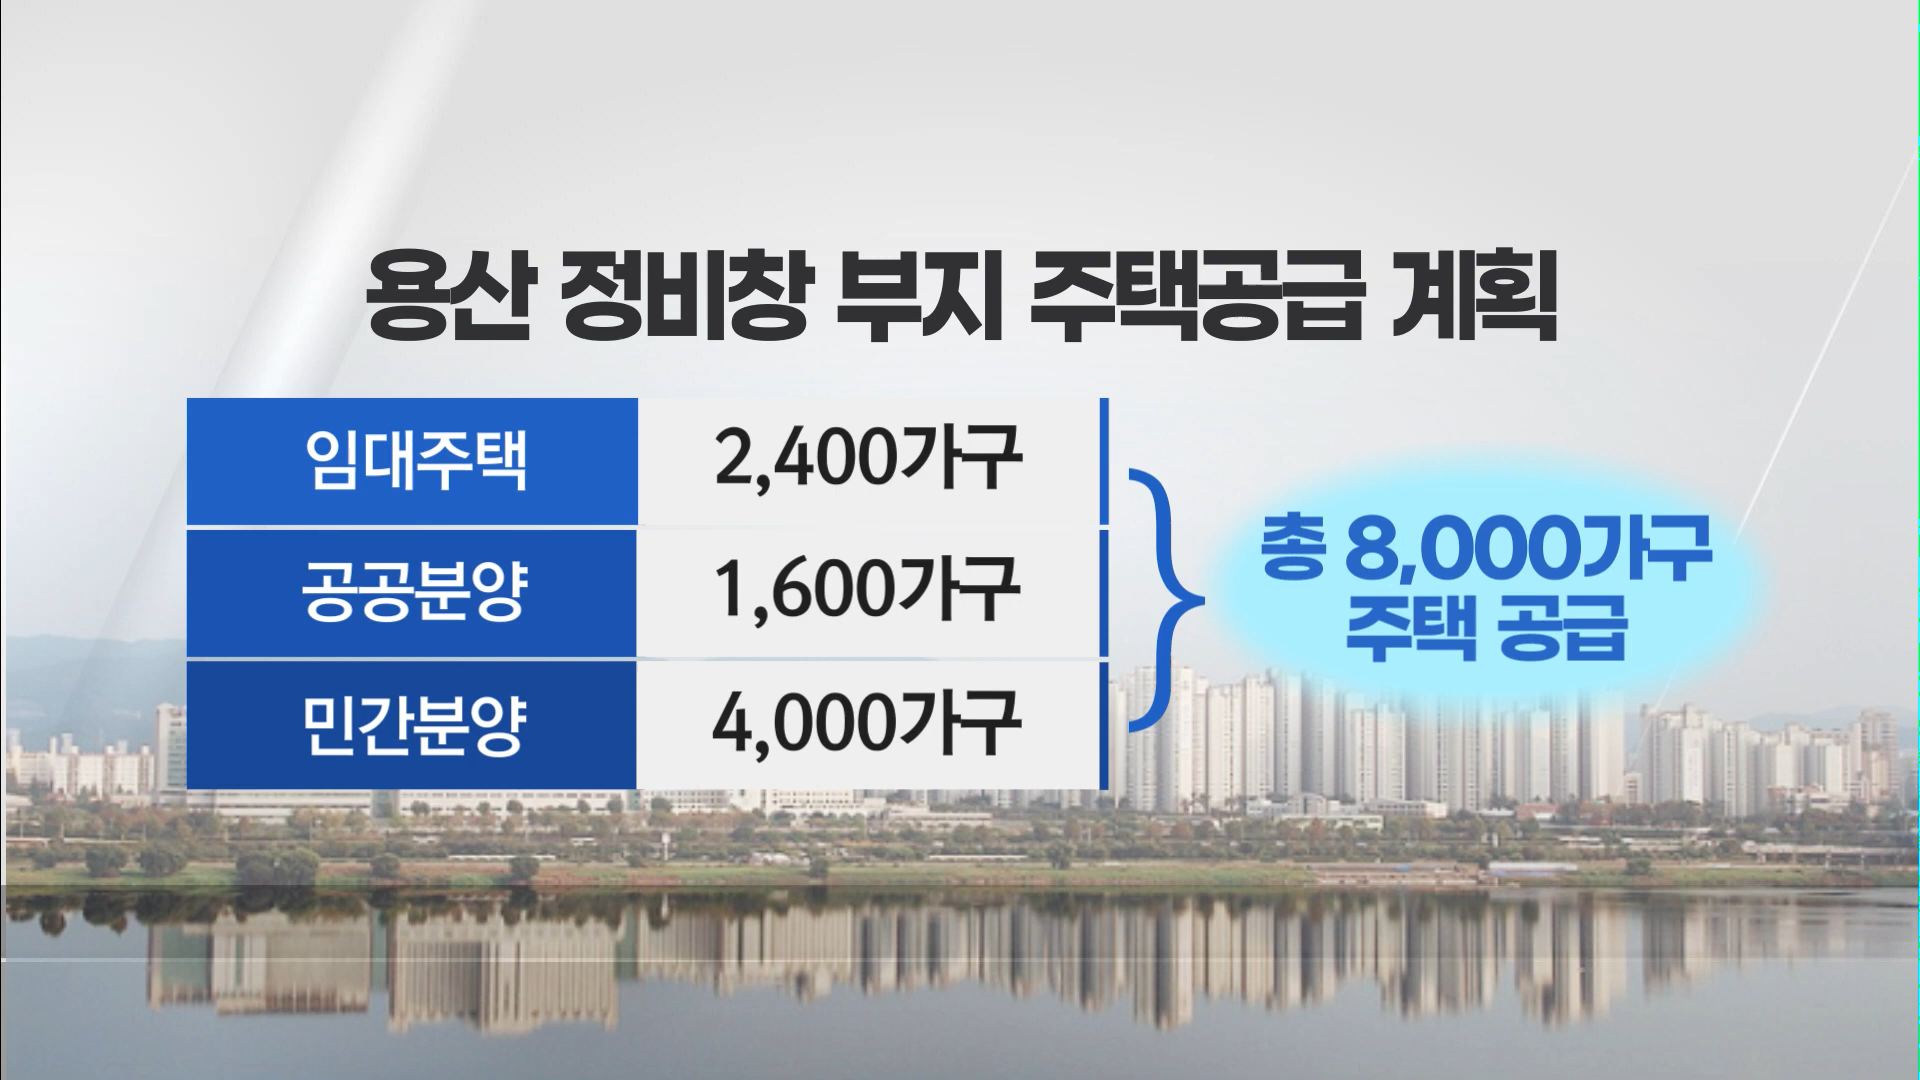 용산 정비창 부지 주택공급 계획
임대주택 2,400가구
공공분양 1,600가구
민간분양 4,000가구
총 8,000가구
주택 공급